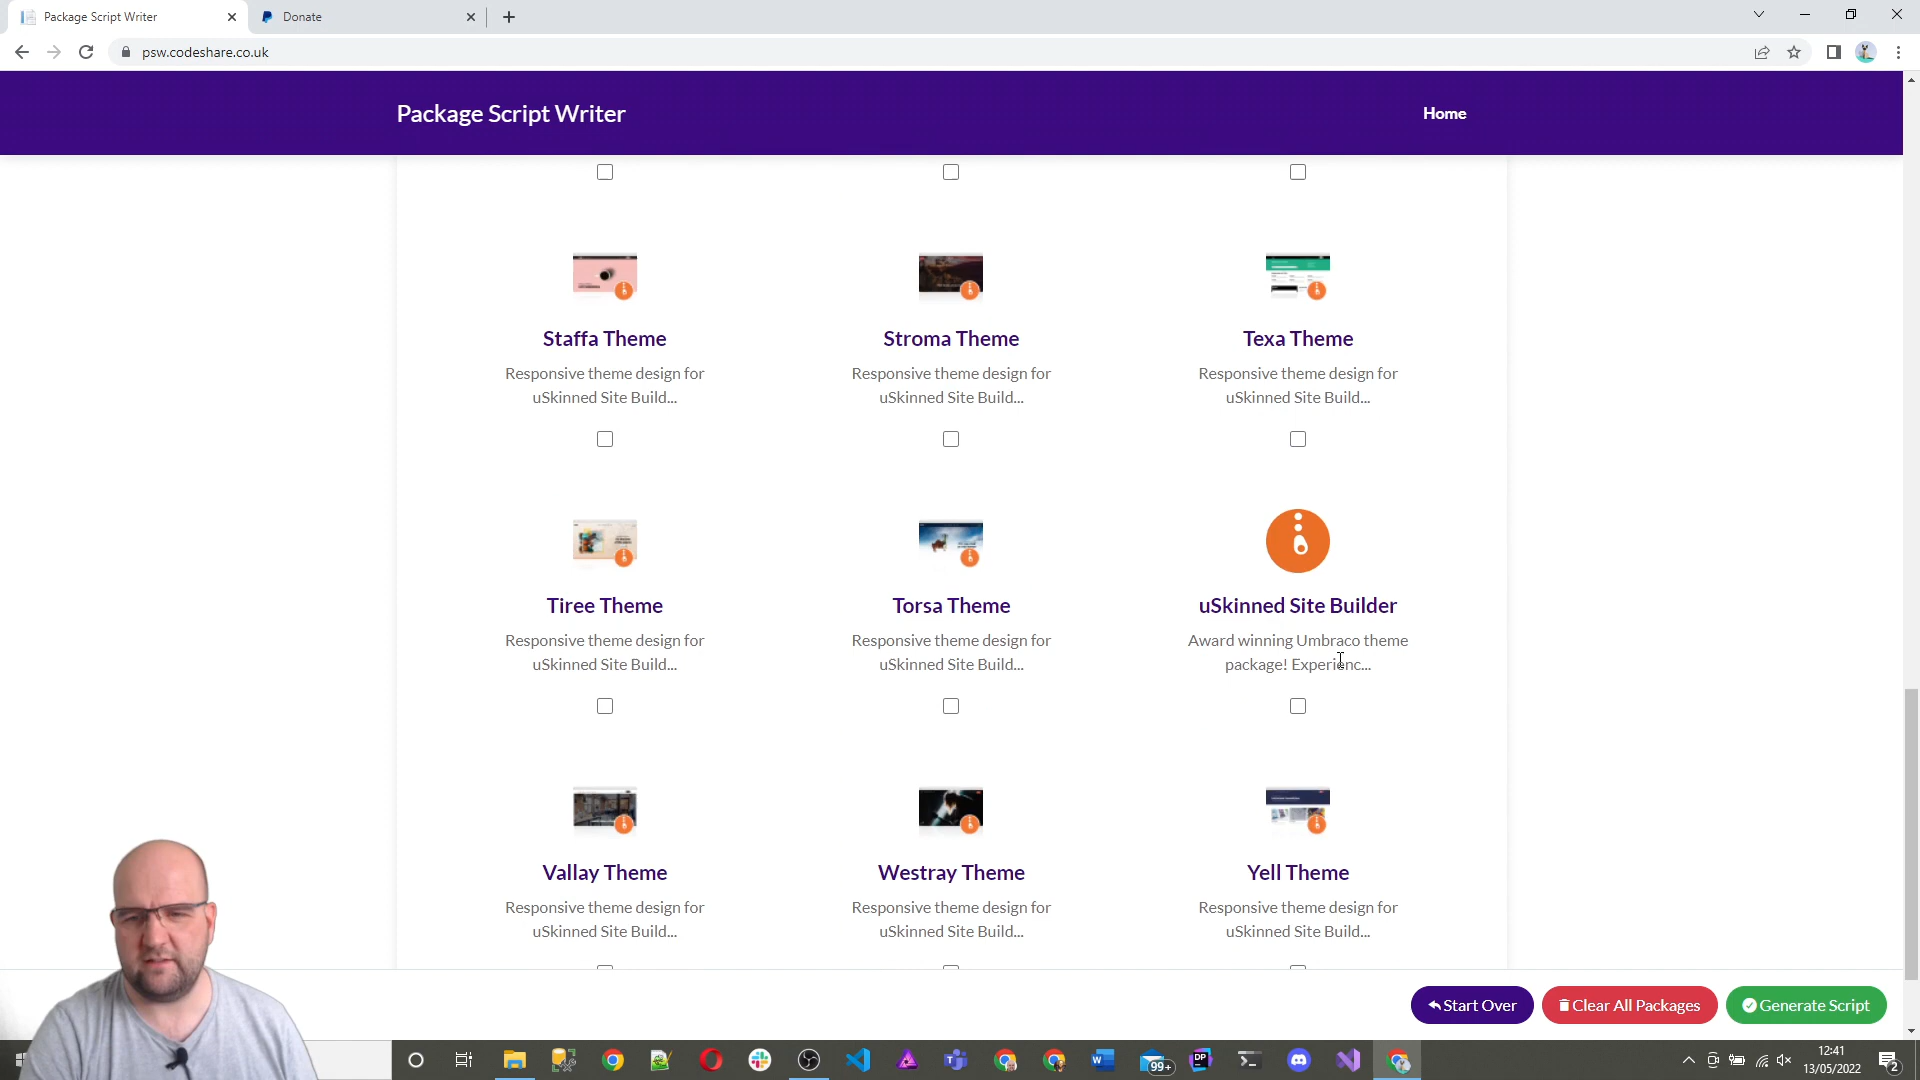 Package Script Writer
Donate
psw.codeshare.co.uk
Package Script Writer
Home
Staffa Theme
Stroma Theme
Texa Theme
Responsive theme design for
uSkinned Site Build...
Responsive theme design for
uSkinned Site Build...
Responsive theme design for
uSkinned Site Build...
Tiree Theme
Torsa Theme
uSkinned Site Builder
Responsive theme design for
uSkinned Site Build...
Responsive theme design for
uSkinned Site Build...
Award winning Umbraco theme
package! Experienc...
Vallay Theme
Westray Theme
Yell Theme
Responsive theme design for
uSkinned Site Build...
Responsive theme design for
uSkinned Site Build...
Responsive theme design for
uSkinned Site Build...
Start Over
Clear All Packages
Generate Script
99+
DP
12:41
13/05/2022
2